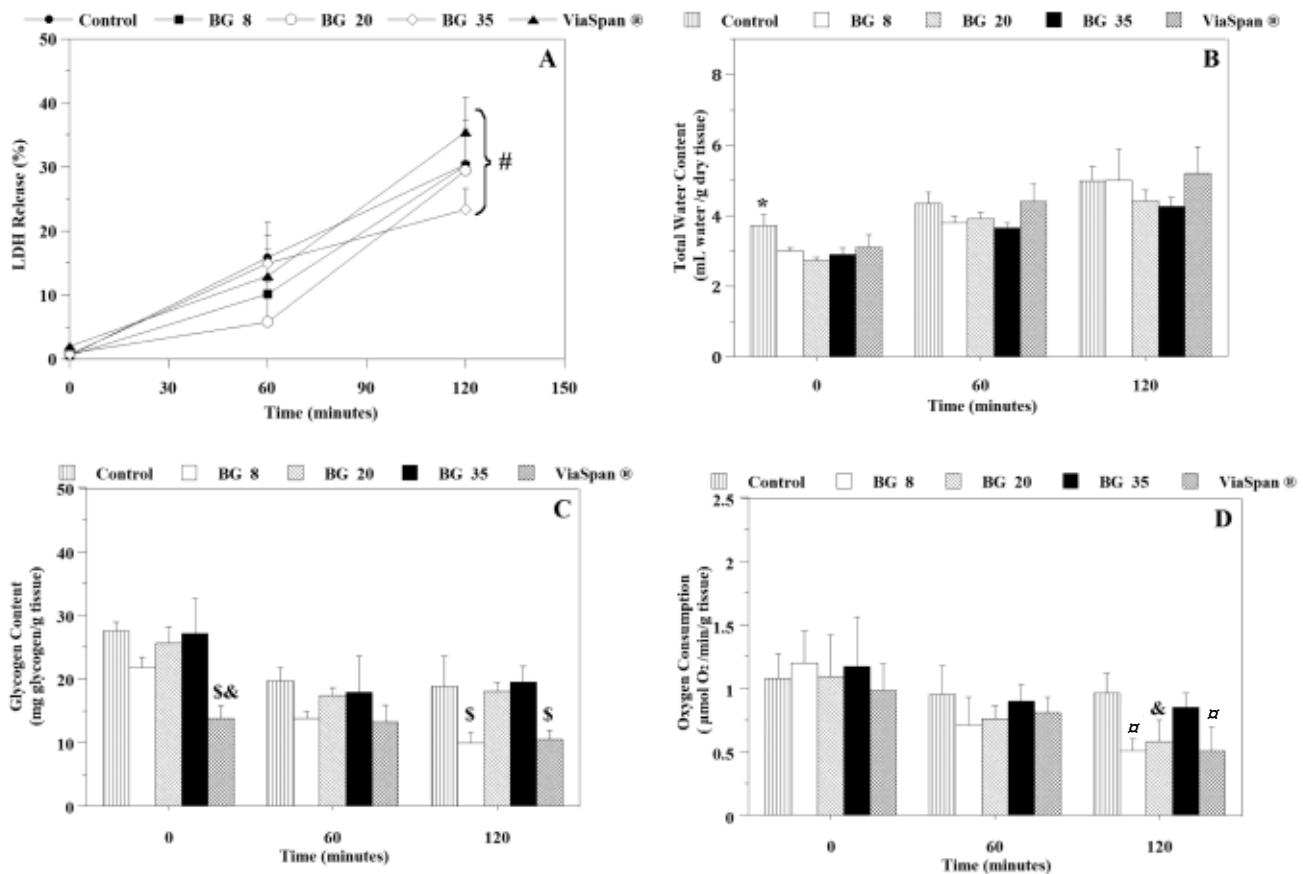 Control BG 8 BG 20 BG 35 ViaSpan ®
A
50
40
30
20
10
0
LDH Release (%)
#
0 30 60 90 120 150
Time (minutes)
Control BG 8 BG 20 BG 35 ViaSpan ®
B
8
6
4
2
0
Total Water Content
(mL water /g dry tissue)
*
0 60 120
Time (minutes)
Control BG 8 BG 20 BG 35 ViaSpan ®
C
50
40
30
20
10
0
Glycogen Content
(mg glycogen/g tissue)
$& $ $
0 60 120
Time (minutes)
Control BG 8 BG 20 BG 35 ViaSpan ®
D
2.5
2
1.5
1
0.5
0
Oxygen Consumption
( µmol O₂ /min/g tissue)
¤ & ¤
0 60 120
Time (minutes)